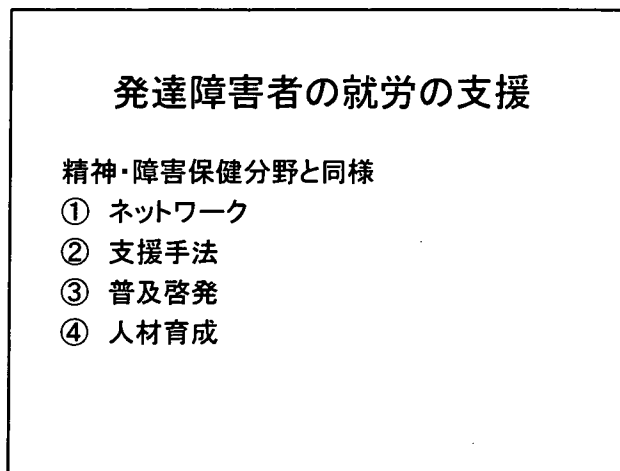 発達障害者の就労の支援
精神・障害保健分野と同様
① ネットワーク
② 支援手法
③ 普及啓発
④ 人材育成